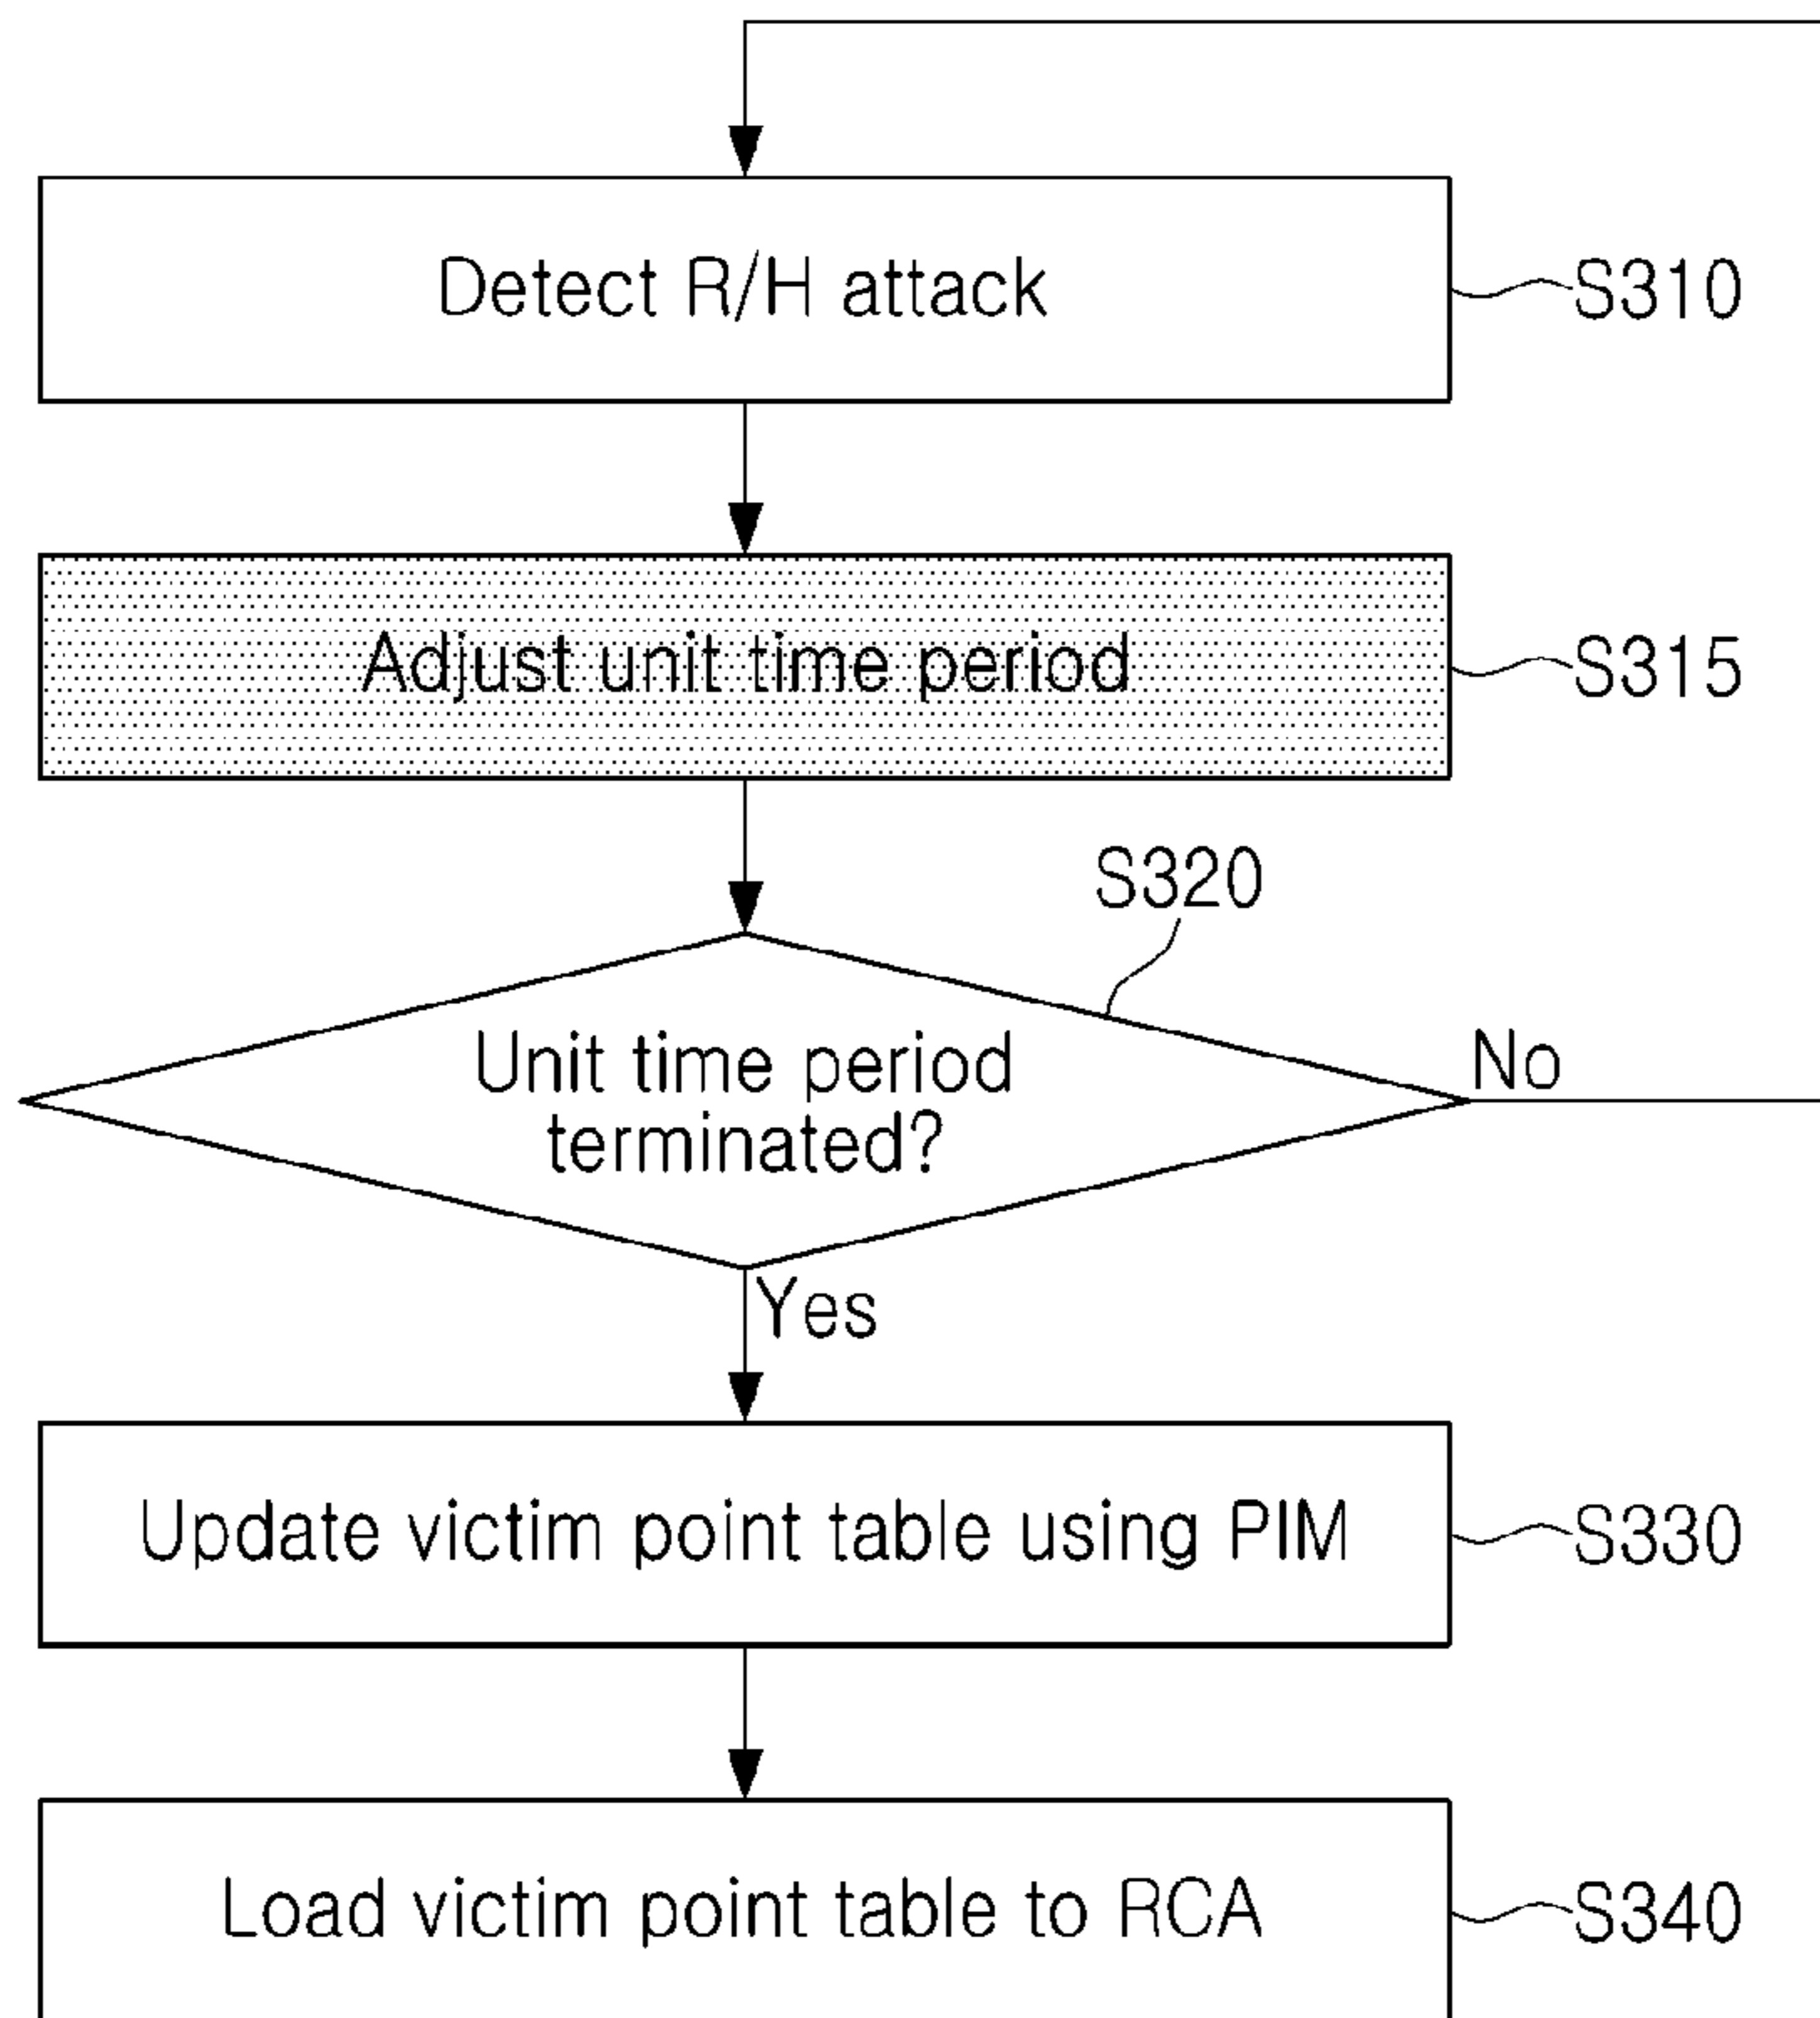 Detect R/H attack
S310
Adjust unit time period
S315
S320
Unit time period
terminated?
No
Yes
Update victim point table using PIM
S330
Load victim point table to RCA
S340